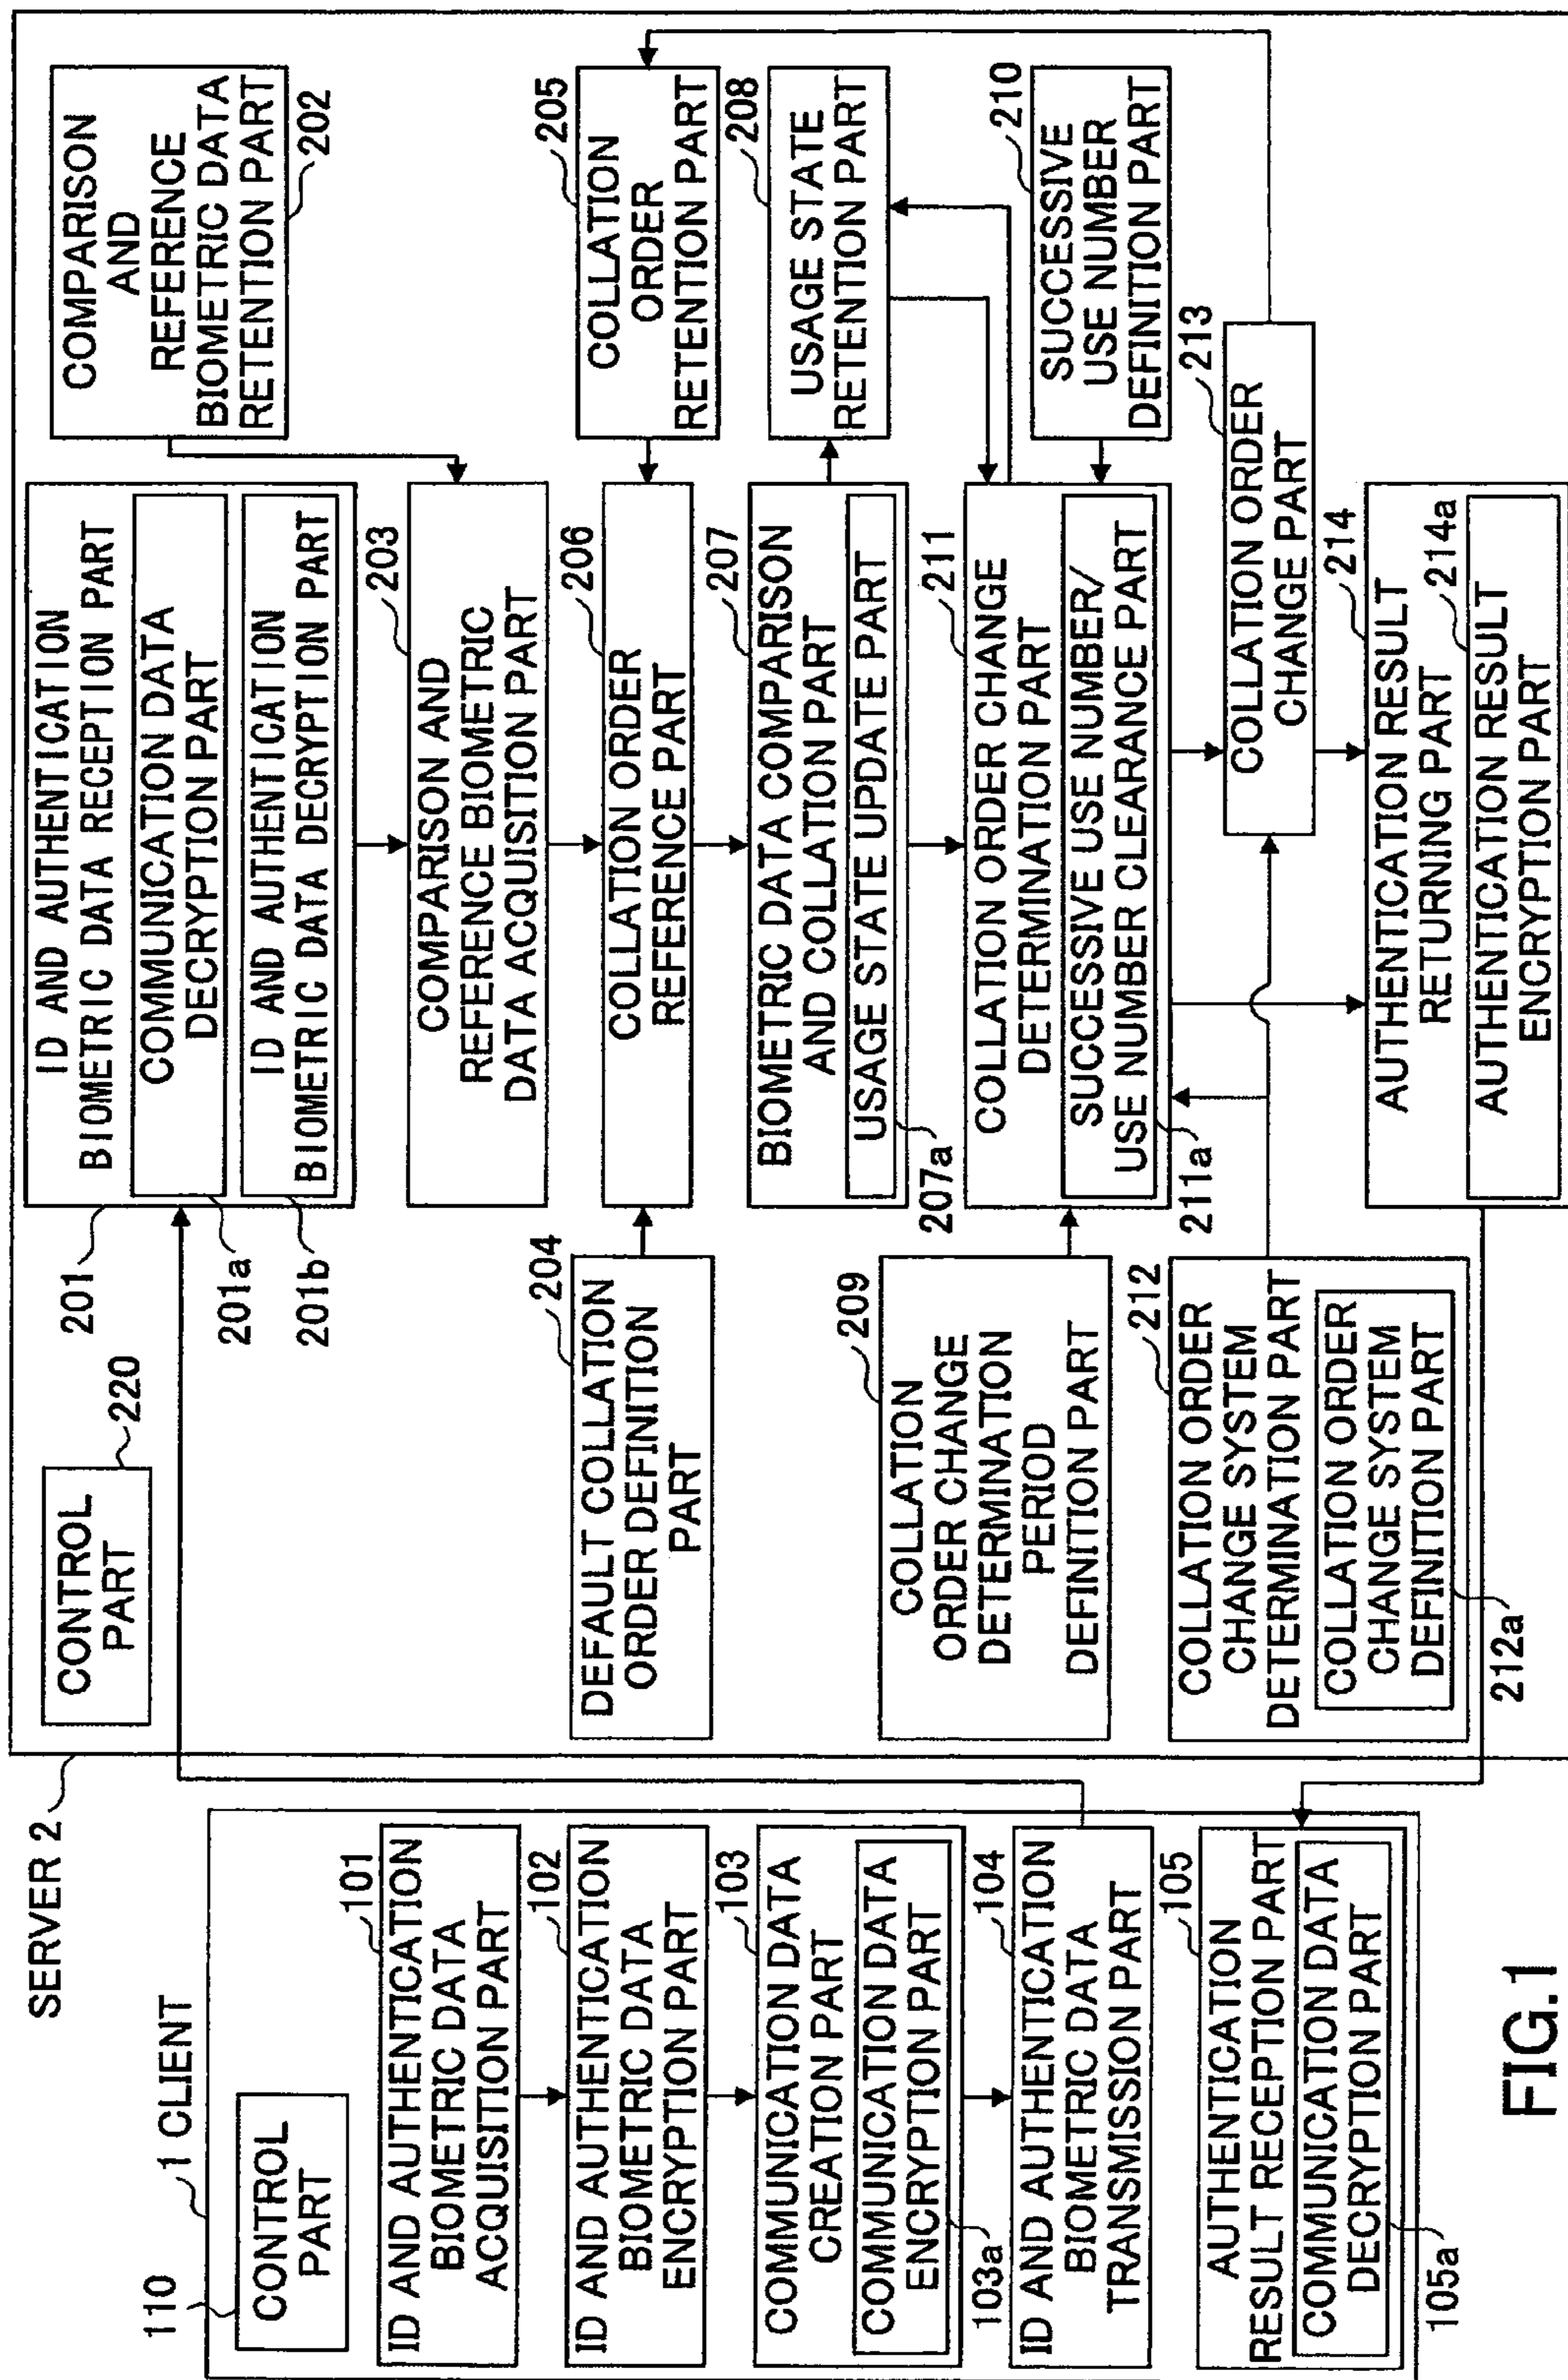 SERVER 2
1 CLIENT
110
CONTROL
PART
101
ID AND AUTHENTICATION
BIOMETRIC DATA
ACQUISITION PART
102
ID AND AUTHENTICATION
BIOMETRIC DATA
ENCRYPTION PART
103
COMMUNICATION DATA
CREATION PART
COMMUNICATION DATA
ENCRYPTION PART
103a
104
ID AND AUTHENTICATION
BIOMETRIC DATA
TRANSMISSION PART
105
AUTHENTICATION
RESULT RECEPTION PART
COMMUNICATION DATA
DECRYPTION PART
105a
CONTROL
PART
220
201
ID AND AUTHENTICATION
BIOMETRIC DATA RECEPTION PART
COMMUNICATION DATA
DECRYPTION PART
201a
ID AND AUTHENTICATION
BIOMETRIC DATA DECRYPTION PART
201b
COMPARISON
AND
REFERENCE
BIOMETRIC DATA
RETENTION PART
202
203
COMPARISON AND
REFERENCE BIOMETRIC
DATA ACQUISITION PART
204
DEFAULT COLLATION
ORDER DEFINITION
PART
205
COLLATION
ORDER
RETENTION PART
206
COLLATION ORDER
REFERENCE PART
207
BIOMETRIC DATA COMPARISON
AND COLLATION PART
USAGE STATE UPDATE PART
207a
208
USAGE STATE
RETENTION PART
209
COLLATION
ORDER CHANGE
DETERMINATION
PERIOD
DEFINITION PART
210
SUCCESSIVE
USE NUMBER
DEFINITION PART
211
COLLATION ORDER CHANGE
DETERMINATION PART
SUCCESSIVE USE NUMBER/
USE NUMBER CLEARANCE PART
211a
212
COLLATION ORDER
CHANGE SYSTEM
DETERMINATION PART
COLLATION ORDER
CHANGE SYSTEM
DEFINITION PART
212a
213
COLLATION ORDER
CHANGE PART
214
AUTHENTICATION RESULT
RETURNING PART
214a
AUTHENTICATION RESULT
ENCRYPTION PART
FIG.1